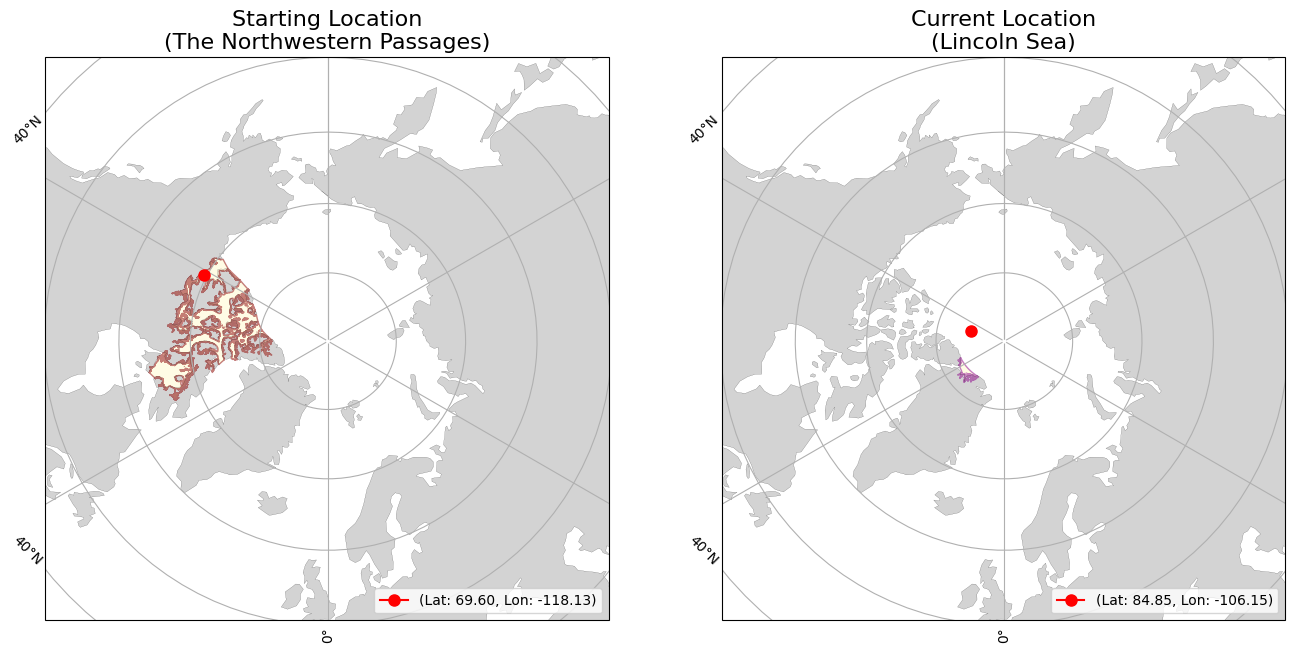 Starting Location
(The Northwestern Passages)
40°N
40°N
0°
(Lat: 69.60, Lon: -118.13)
Current Location
(Lincoln Sea)
40°N
40°N
0°
(Lat: 84.85, Lon: -106.15)